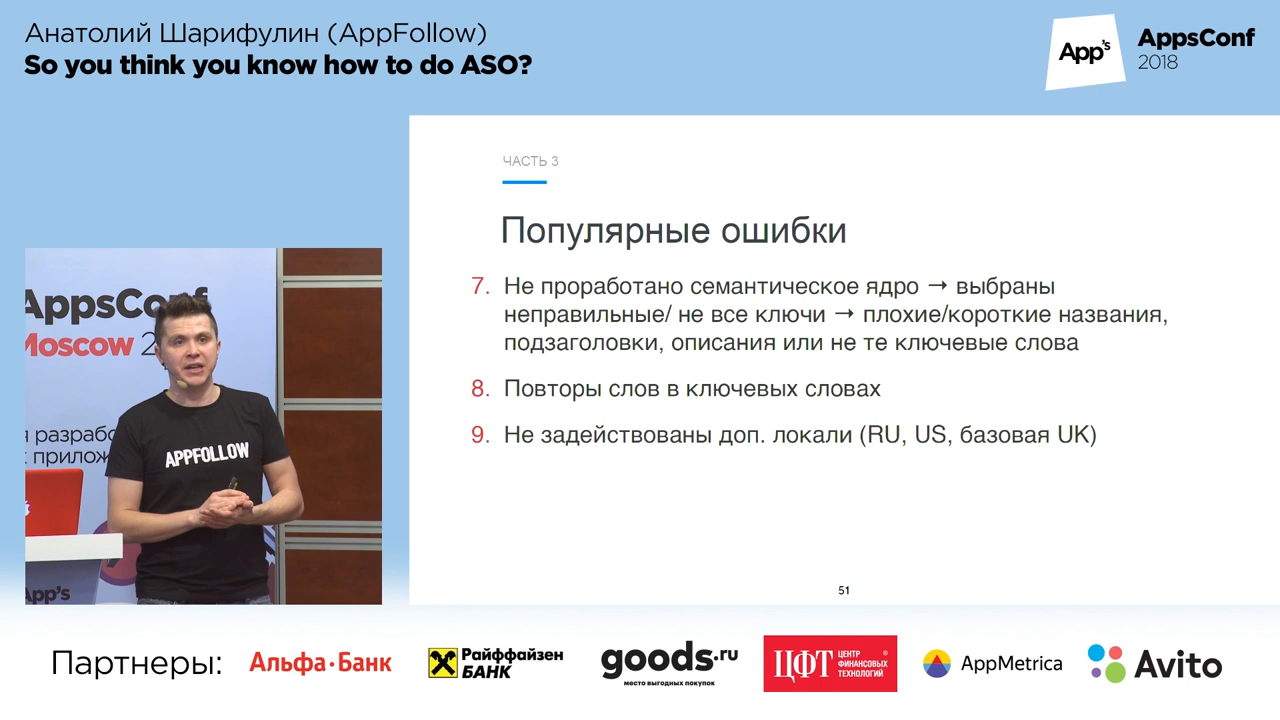 Анатолий Шарифулин (AppFollow)
So you think you know how to do ASO?
App's
AppsConf
2018
ЧАСТЬ 3
Популярные ошибки
7. Не проработано семантическое ядро → выбраны
неправильные/ не все ключи → плохие/короткие названия,
подзаголовки, описания или не те ключевые слова
8. Повторы слов в ключевых словах
9. Не задействованы доп. локали (RU, US, базовая UK)
51
AppsConf
Moscow 2
APPFOLLOW
App's
Партнеры:
Альфа·Банк
Райффайзен
БАНК
goods.ru
место выгодных покупок
ЦФТ
ЦЕНТР
ФИНАНСОВЫХ
ТЕХНОЛОГИЙ
®
AppMetrica
Avito